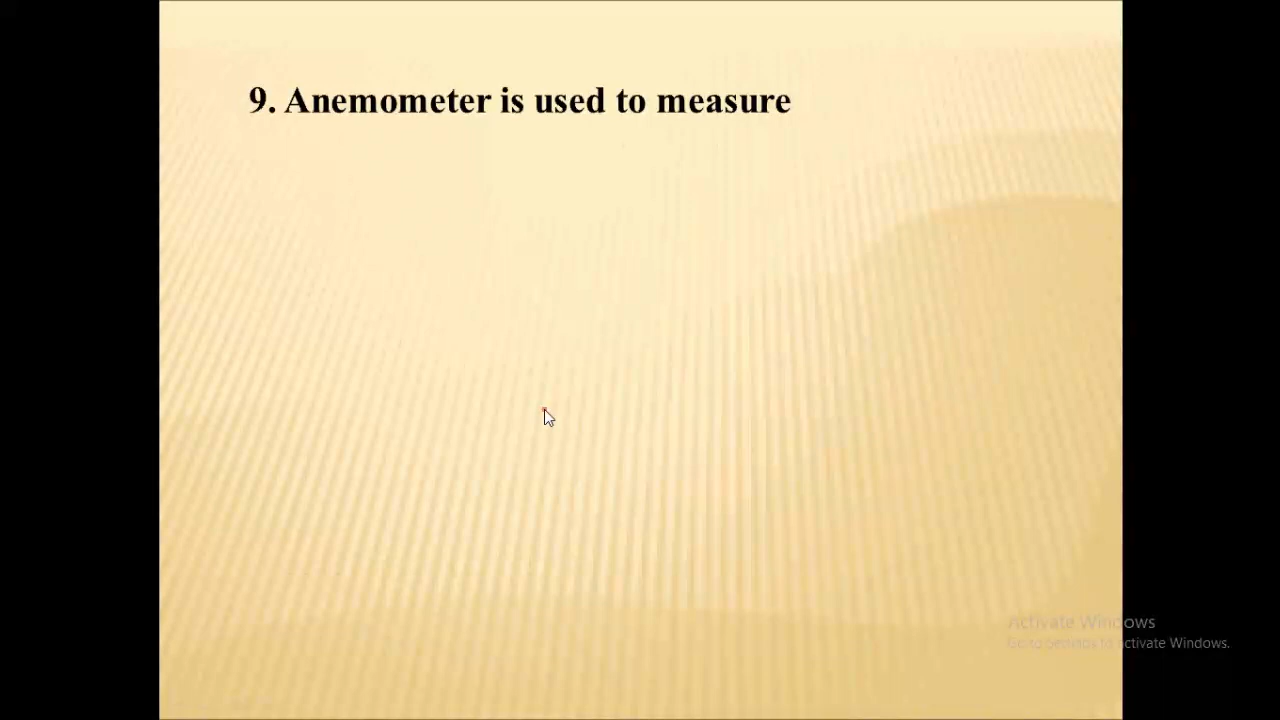 9. Anemometer is used to measure
Activate Windows
Go to Settings to activate Windows.